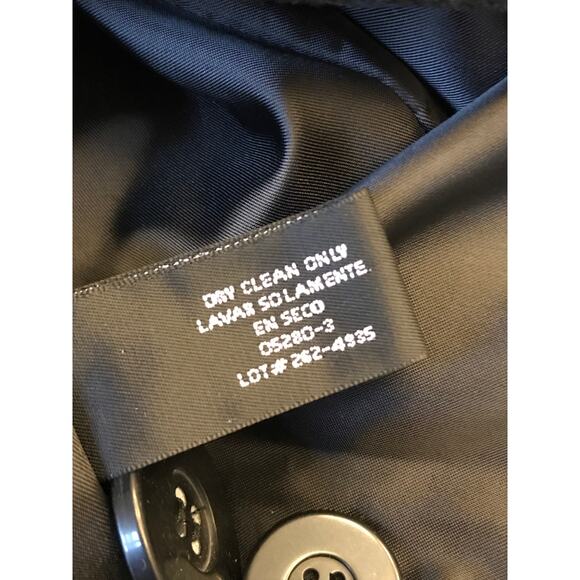 DRY CLEAN ONLY
LAVAR SOLAMENTE
EN SECO
05280-3
LOT# 262-4935